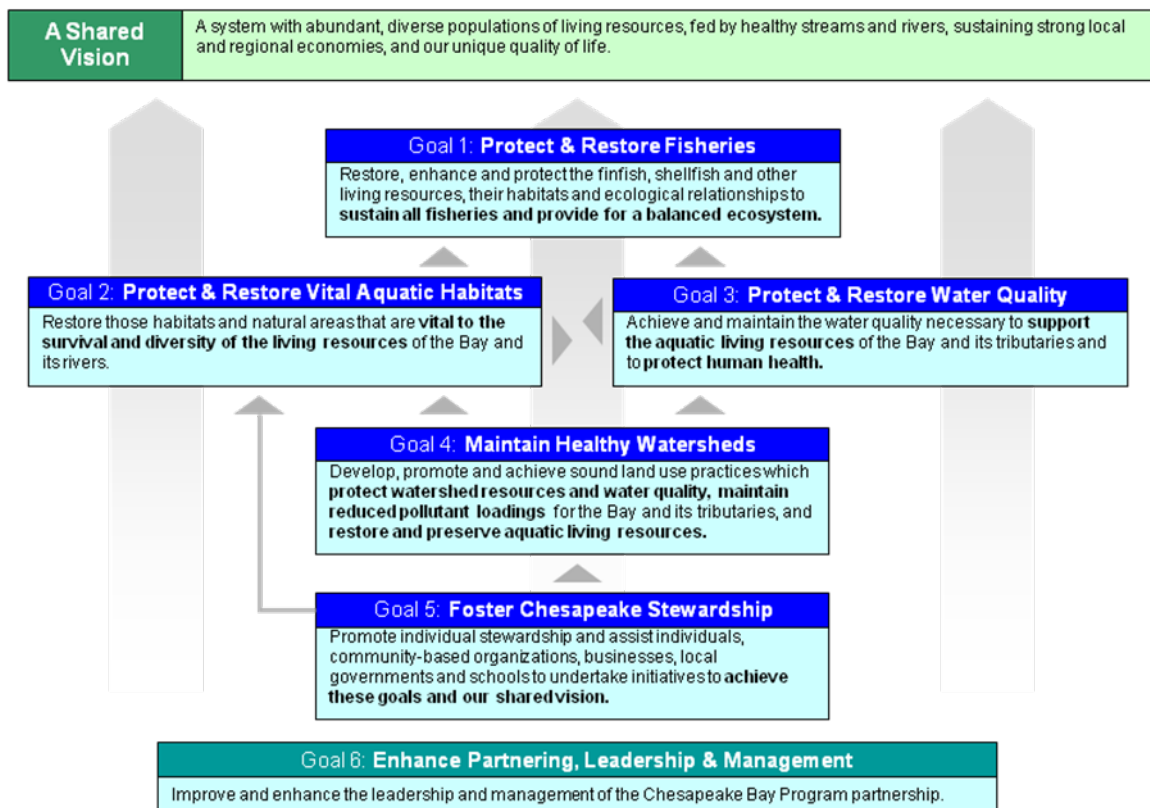 A Shared
Vision
A system with abundant, diverse populations of living resources, fed by healthy streams and rivers, sustaining strong local
and regional economies, and our unique quality of life.
Goal 1: Protect & Restore Fisheries
Restore, enhance and protect the finfish, shellfish and other
living resources, their habitats and ecological relationships to
sustain all fisheries and provide for a balanced ecosystem.
Goal 2: Protect & Restore Vital Aquatic Habitats
Restore those habitats and natural areas that are vital to the
survival and diversity of the living resources of the Bay and
its rivers.
Goal 3: Protect & Restore Water Quality
Achieve and maintain the water quality necessary to support
the aquatic living resources of the Bay and its tributaries and
to protect human health.
Goal 4: Maintain Healthy Watersheds
Develop, promote and achieve sound land use practices which
protect watershed resources and water quality, maintain
reduced pollutant loadings for the Bay and its tributaries, and
restore and preserve aquatic living resources.
Goal 5: Foster Chesapeake Stewardship
Promote individual stewardship and assist individuals,
community-based organizations, businesses, local
governments and schools to undertake initiatives to achieve
these goals and our shared vision.
Goal 6: Enhance Partnering, Leadership & Management
Improve and enhance the leadership and management of the Chesapeake Bay Program partnership.